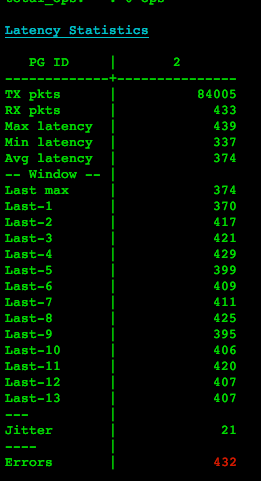 Latency Statistics
PG ID | 2
-------------+---------------
TX pkts | 84005
RX pkts | 433
Max latency | 439
Min latency | 337
Avg latency | 374
-- Window -- |
Last max | 374
Last-1 | 370
Last-2 | 417
Last-3 | 421
Last-4 | 429
Last-5 | 399
Last-6 | 409
Last-7 | 411
Last-8 | 425
Last-9 | 395
Last-10 | 406
Last-11 | 420
Last-12 | 407
Last-13 | 407
--- |
Jitter | 21
---- |
Errors | 432